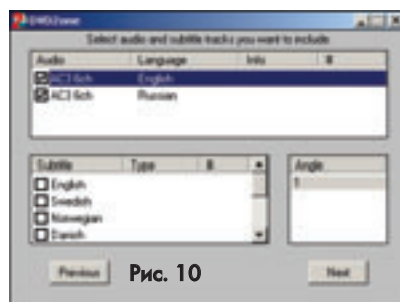 DVD2one
Select audio and subtitle tracks you want to include
Audio Language Info #
AC3 6ch English
AC3 6ch Russian
Subtitle Type # Angle
English 1
Swedish
Norwegian
Danish
Previous Рис. 10 Next